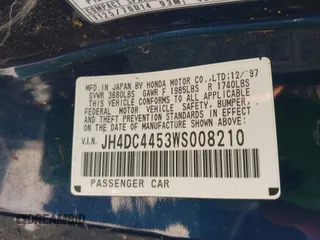 MFD. IN JAPAN BY HONDA MOTOR CO.,LTD;12/'97
GVWR 3680LBS GAWR F 1985LBS R 1740LBS
THIS VEHICLE CONFORMS TO ALL APPLICABLE
FEDERAL MOTOR VEHICLE SAFETY, BUMPER,
AND THEFT PREVENTION STANDARDS IN EFFECT
ON THE DATE OF MANUFACTURE SHOWN ABOVE.
V.I.N. JH4DC4453WS008210
PASSENGER CAR